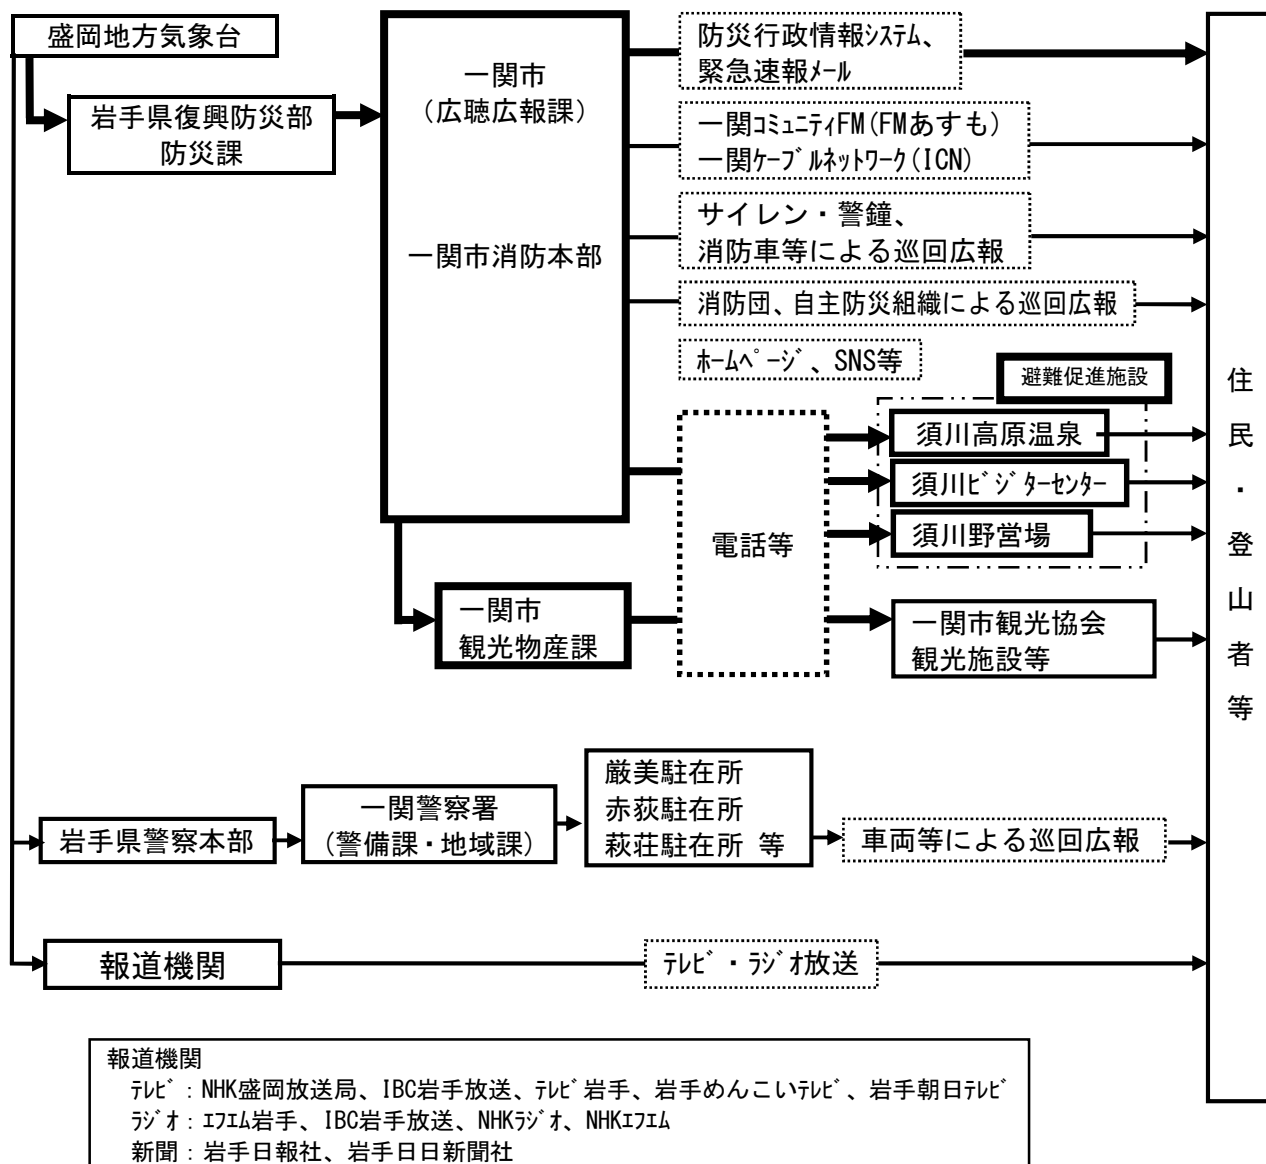 盛岡地方気象台
岩手県復興防災部
防災課
一関市
(広聴広報課)
一関市消防本部
防災行政情報ｼｽﾃﾑ、
緊急速報ﾒｰﾙ
一関ｺﾐｭﾆﾃｨFM(FMあすも)
一関ｹｰﾌﾞﾙﾈｯﾄﾜｰｸ(ICN)
サイレン・警鐘、
消防車等による巡回広報
消防団、自主防災組織による巡回広報
ﾎｰﾑﾍﾟｰｼﾞ、SNS等
避難促進施設
須川高原温泉
須川ﾋﾞｼﾞﾀｰｾﾝﾀｰ
須川野営場
電話等
一関市
観光物産課
一関市観光協会
観光施設等
住民・登山者等
岩手県警察本部
一関警察署
(警備課・地域課)
厳美駐在所
赤荻駐在所
萩荘駐在所 等
車両等による巡回広報
報道機関
ﾃﾚﾋﾞ・ﾗｼﾞｵ放送
報道機関
ﾃﾚﾋﾞ：NHK盛岡放送局、IBC岩手放送、ﾃﾚﾋﾞ岩手、岩手めんこいﾃﾚﾋﾞ、岩手朝日ﾃﾚﾋﾞ
ﾗｼﾞｵ：ｴﾌｴﾑ岩手、IBC岩手放送、NHKﾗｼﾞｵ、NHKｴﾌｴﾑ
新聞：岩手日報社、岩手日日新聞社